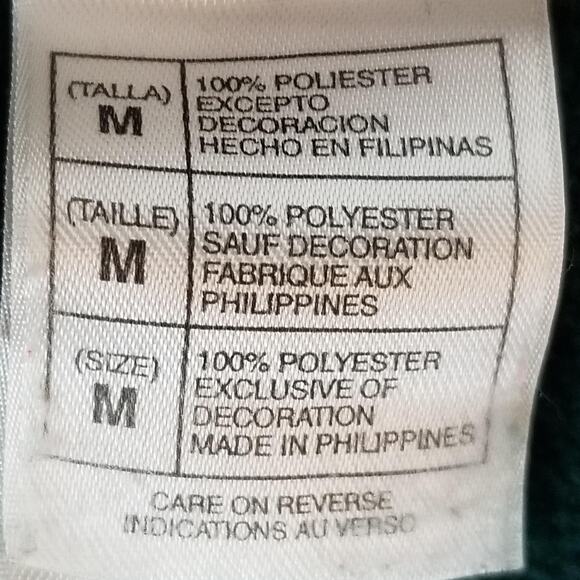 (TALLA)
M
100% POLIESTER
EXCEPTO
DECORACION
HECHO EN FILIPINAS
(TAILLE)
M
100% POLYESTER
SAUF DECORATION
FABRIQUE AUX
PHILIPPINES
(SIZE)
M
100% POLYESTER
EXCLUSIVE OF
DECORATION
MADE IN PHILIPPINES
CARE ON REVERSE
INDICATIONS AU VERSO